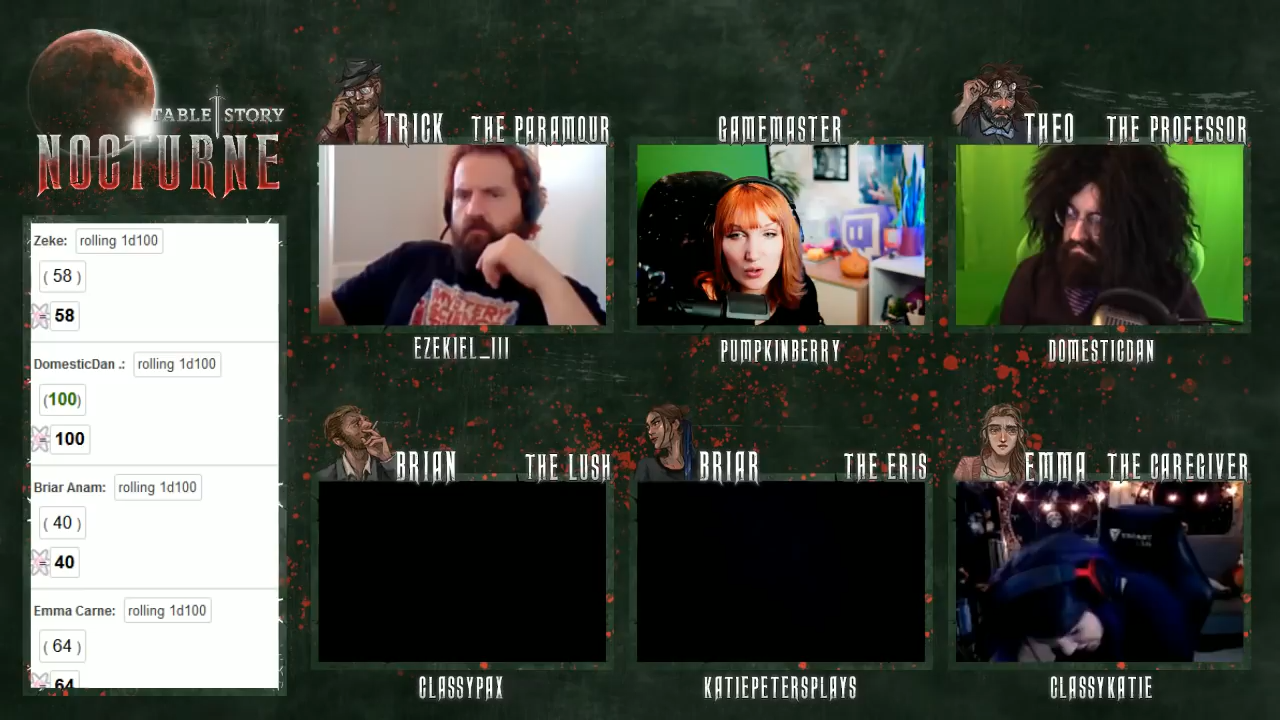 TABLE STORY
NOCTURNE
Zeke: rolling 1d100
( 58 )
= 58
DomesticDan .: rolling 1d100
(100)
= 100
Briar Anam: rolling 1d100
( 40 )
= 40
Emma Carne: rolling 1d100
( 64 )
= 64
TRICK THE PARAMOUR
EZEKIEL_III
GAMEMASTER
PUMPKINBERRY
THEO THE PROFESSOR
DOMESTICDAN
BRIAN THE LUSH
CLASSYPAX
BRIAR THE ERIS
KATIEPETERSPLAYS
EMMA THE CAREGIVER
CLASSYKATIE